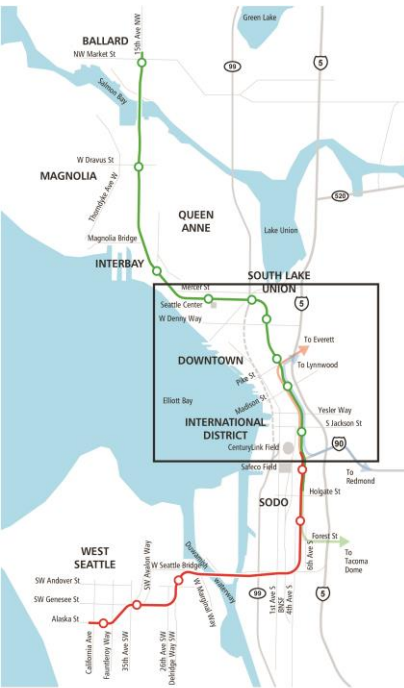 Green Lake
15th Ave NW
BALLARD
NW Market St
99
5
Salmon Bay
W Dravus St
MAGNOLIA
Thorndyke Ave W
520
QUEEN
ANNE
Lake Union
Magnolia Bridge
INTERBAY
SOUTH LAKE
UNION
Mercer St
Seattle Center
5
W Denny Way
To Everett
DOWNTOWN
To Lynnwood
Pike St
Elliott Bay
Madison St
Yesler Way
INTERNATIONAL
DISTRICT
S Jackson St
CenturyLink Field
90
Safeco Field
To
Redmond
Holgate St
SODO
Forest St
To
Tacoma
Dome
WEST
SEATTLE
SW Avalon Way
Duwamish
waterway
W Seattle Bridge
SW Andover St
W Marginal Way
6th Ave S
SW Genesee St
99
1st Ave S
BNSF
4th Ave S
5
Alaska St
California Ave
Fauntleroy Way
35th Ave SW
26th Ave SW
Delridge Way SW